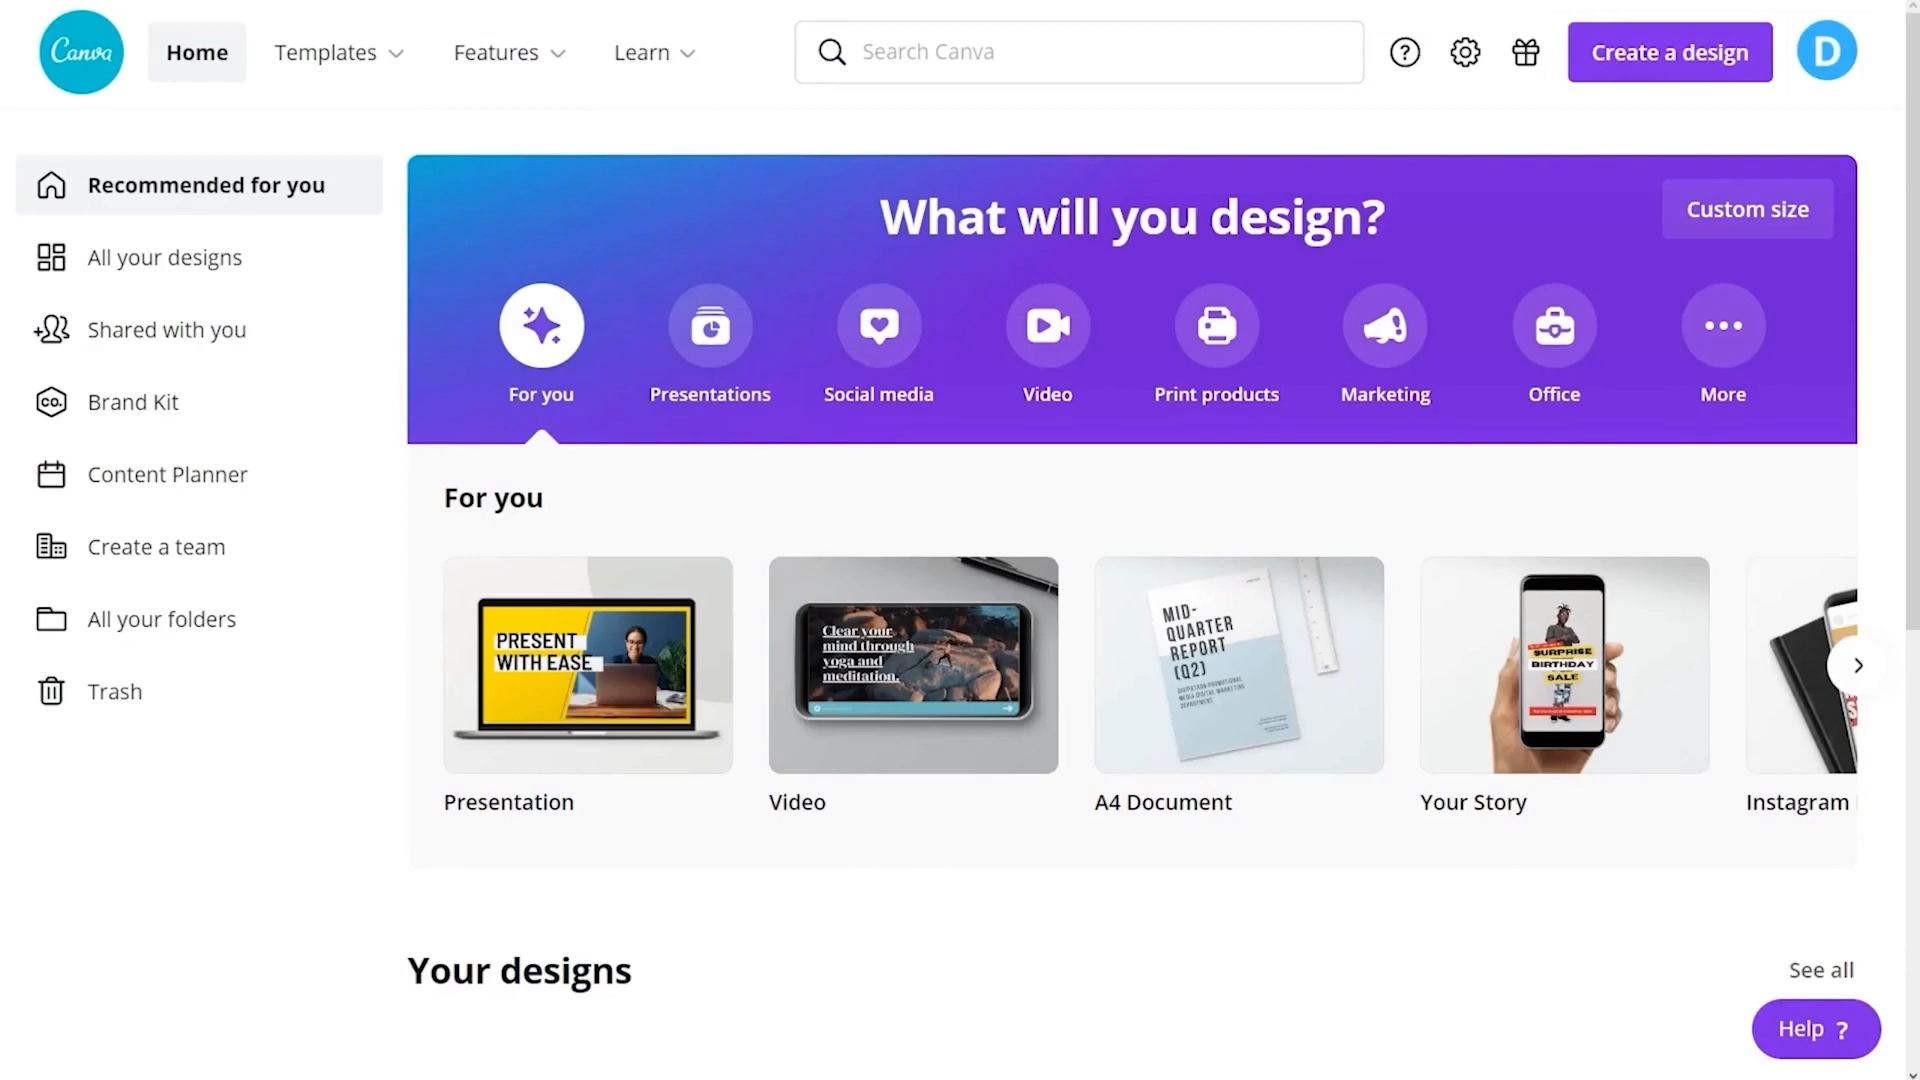 Canva
Home
Templates
Features
Learn
Search Canva
Create a design
D
Recommended for you
All your designs
Shared with you
Brand Kit
Content Planner
Create a team
All your folders
Trash
What will you design?
Custom size
For you
Presentations
Social media
Video
Print products
Marketing
Office
More
For you
PRESENT
WITH EASE
Clear your
mind through
yoga and
meditation.
MID-
QUARTER
REPORT
(Q2)
SURPRISE
BIRTHDAY
SALE
Presentation
Video
A4 Document
Your Story
Instagram
Your designs
See all
Help ?
CO.